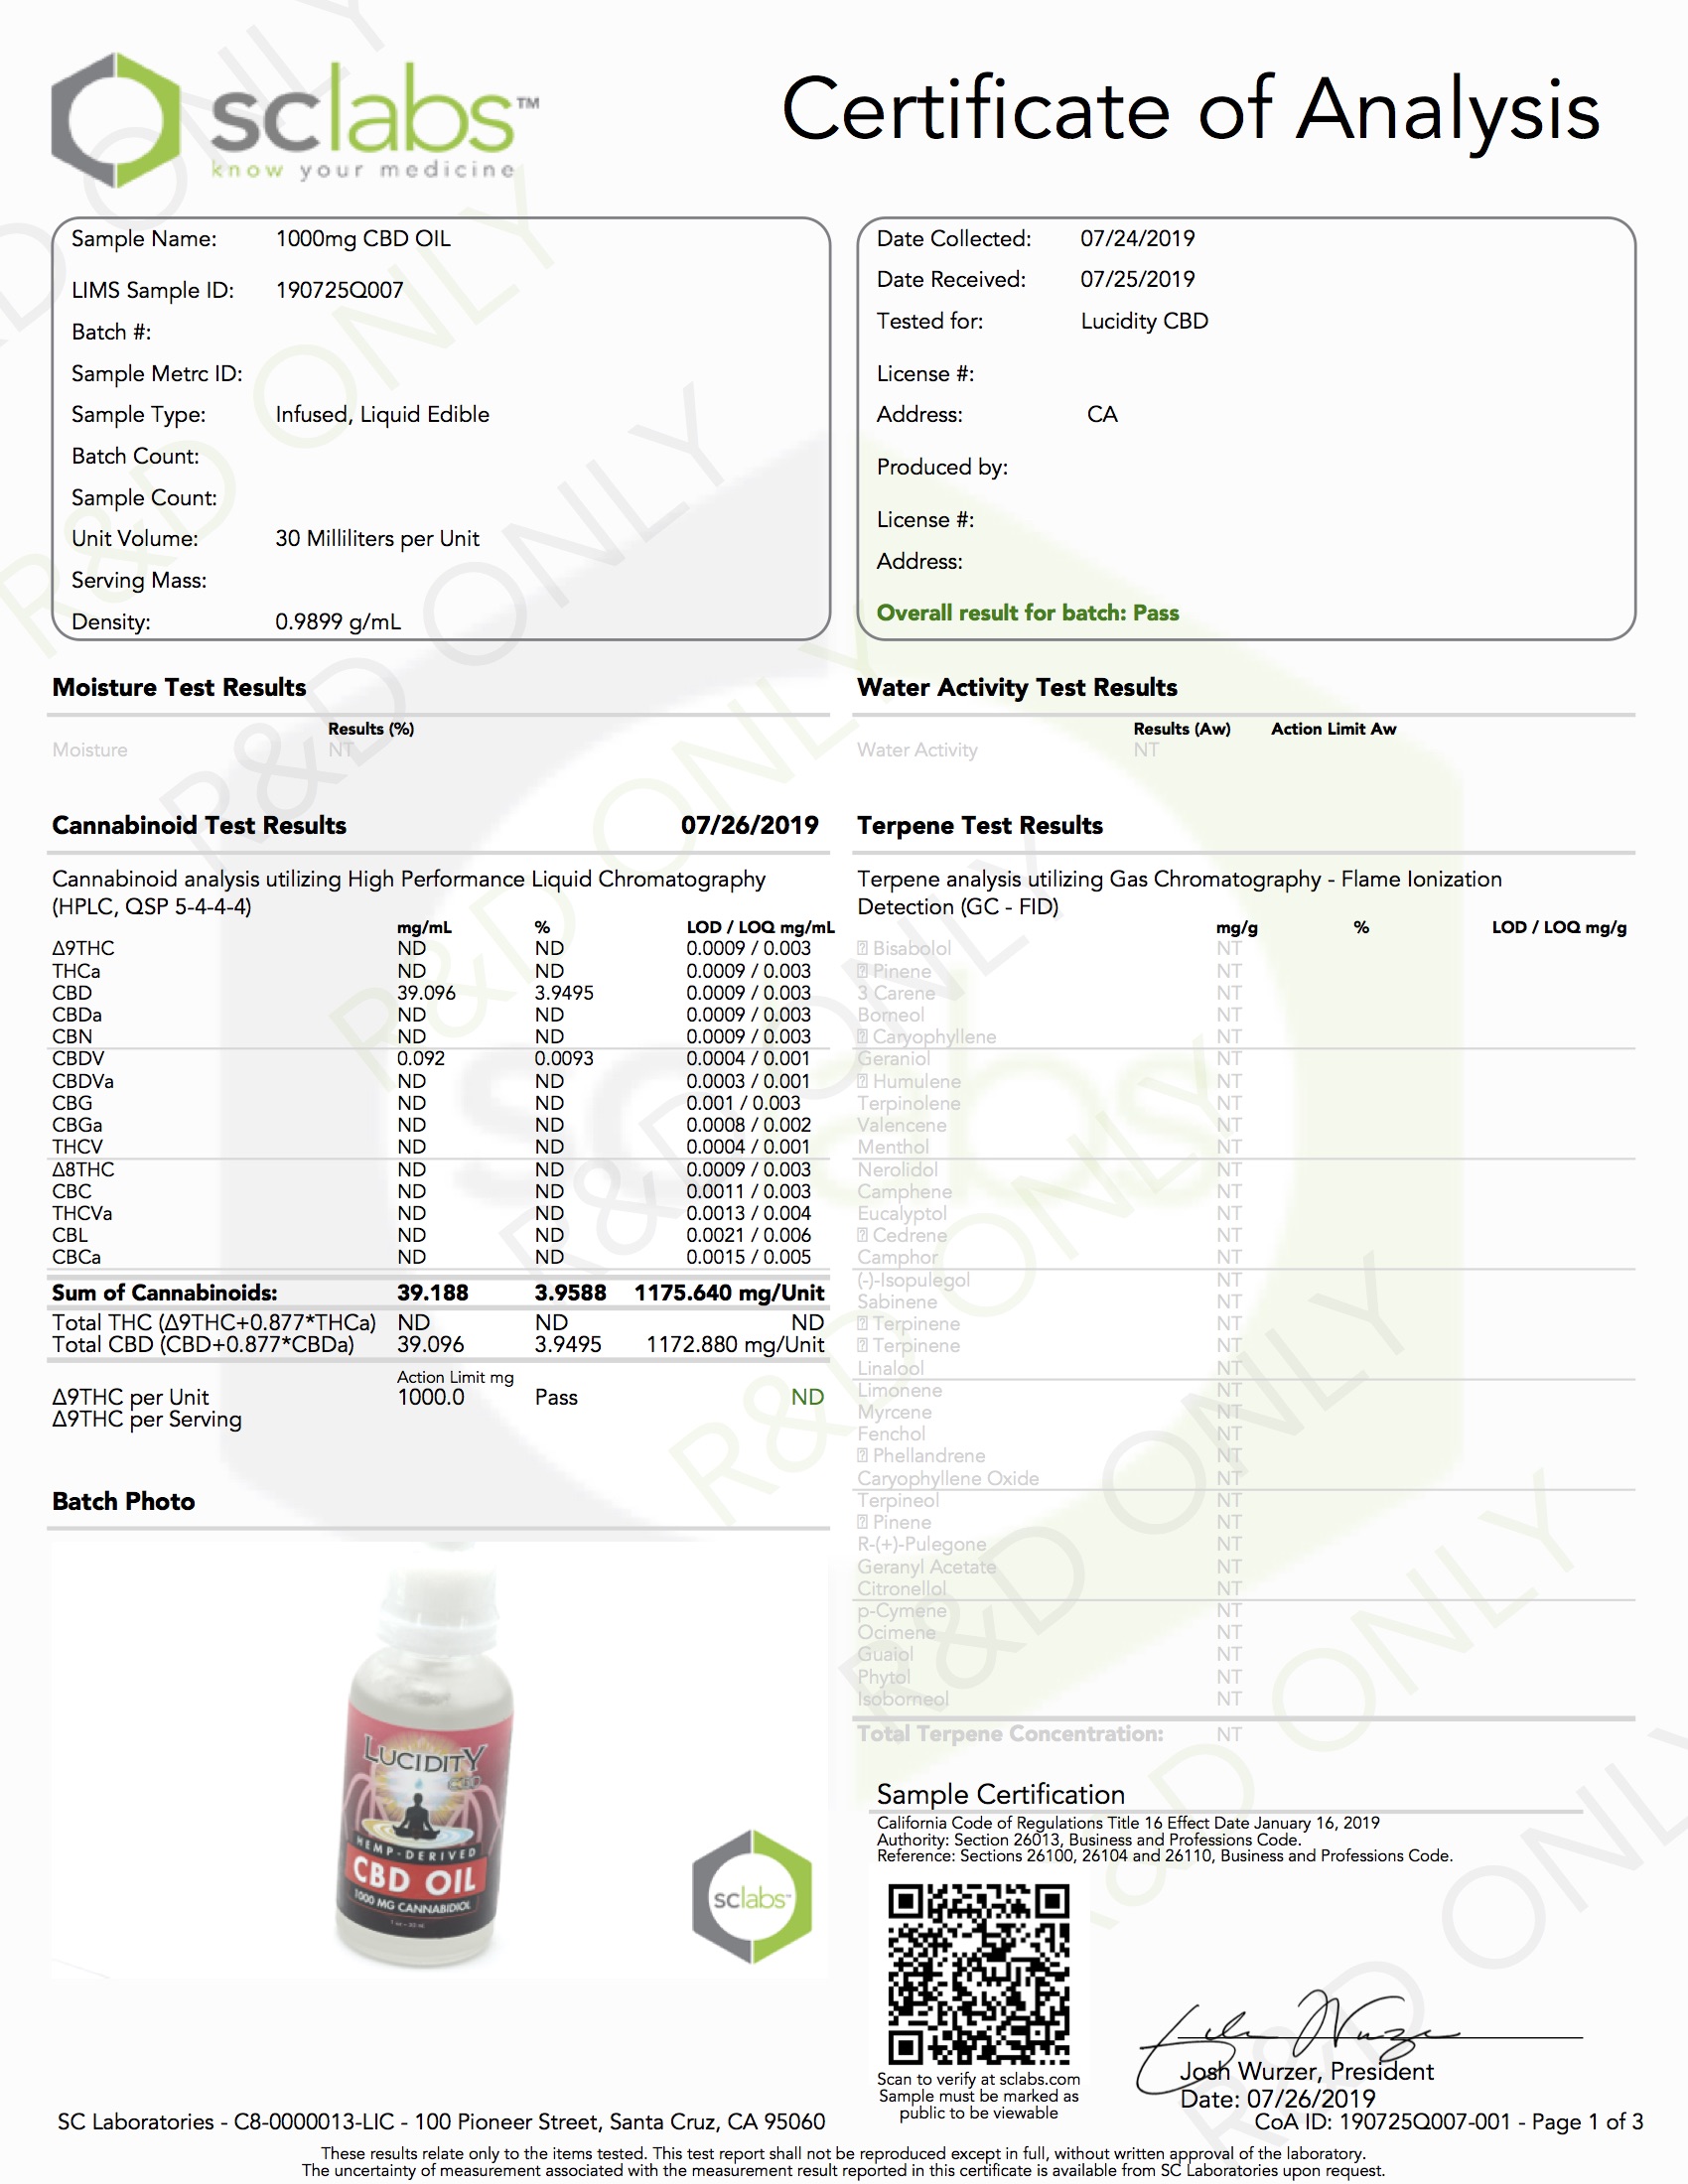 sclabs™
know your medicine
Certificate of Analysis
Sample Name: 1000mg CBD OIL
LIMS Sample ID: 190725Q007
Batch #:
Sample Metrc ID:
Sample Type: Infused, Liquid Edible
Batch Count:
Sample Count:
Unit Volume: 30 Milliliters per Unit
Serving Mass:
Density: 0.9899 g/mL
Date Collected: 07/24/2019
Date Received: 07/25/2019
Tested for: Lucidity CBD
License #:
Address: CA
Produced by:
License #:
Address:
Overall result for batch: Pass
Moisture Test Results
Results (%)
Moisture NT
Water Activity Test Results
Results (Aw) Action Limit Aw
Water Activity NT
Cannabinoid Test Results 07/26/2019
Cannabinoid analysis utilizing High Performance Liquid Chromatography
(HPLC, QSP 5-4-4-4)
mg/mL % LOD / LOQ mg/mL
Δ9THC ND ND 0.0009 / 0.003
THCa ND ND 0.0009 / 0.003
CBD 39.096 3.9495 0.0009 / 0.003
CBDa ND ND 0.0009 / 0.003
CBN ND ND 0.0009 / 0.003
CBDV 0.092 0.0093 0.0004 / 0.001
CBDVa ND ND 0.0003 / 0.001
CBG ND ND 0.001 / 0.003
CBGa ND ND 0.0008 / 0.002
THCV ND ND 0.0004 / 0.001
Δ8THC ND ND 0.0009 / 0.003
CBC ND ND 0.0011 / 0.003
THCVa ND ND 0.0013 / 0.004
CBL ND ND 0.0021 / 0.006
CBCa ND ND 0.0015 / 0.005
Sum of Cannabinoids: 39.188 3.9588 1175.640 mg/Unit
Total THC (Δ9THC+0.877*THCa) ND ND ND
Total CBD (CBD+0.877*CBDa) 39.096 3.9495 1172.880 mg/Unit
Action Limit mg
Δ9THC per Unit 1000.0 Pass ND
Δ9THC per Serving
Batch Photo
LUCIDITY
CBD
HEMP-DERIVED
CBD OIL
1000 MG CANNABIDIOL
1 oz - 30 ml
sclabs™
Terpene Test Results
Terpene analysis utilizing Gas Chromatography - Flame Ionization
Detection (GC - FID)
mg/g % LOD / LOQ mg/g
Bisabolol NT
Pinene NT
3 Carene NT
Borneol NT
Caryophyllene NT
Geraniol NT
Humulene NT
Terpinolene NT
Valencene NT
Menthol NT
Nerolidol NT
Camphene NT
Eucalyptol NT
Cedrene NT
Camphor NT
(-)-Isopulegol NT
Sabinene NT
Terpinene NT
Terpinene NT
Linalool NT
Limonene NT
Myrcene NT
Fenchol NT
Phellandrene NT
Caryophyllene Oxide NT
Terpineol NT
Pinene NT
R-(+)-Pulegone NT
Geranyl Acetate NT
Citronellol NT
p-Cymene NT
Ocimene NT
Guaiol NT
Phytol NT
Isoborneol NT
Total Terpene Concentration: NT
Sample Certification
California Code of Regulations Title 16 Effect Date January 16, 2019
Authority: Section 26013, Business and Professions Code.
Reference: Sections 26100, 26104 and 26110, Business and Professions Code.
Scan to verify at sclabs.com
Sample must be marked as
public to be viewable
Josh Wurzer, President
Date: 07/26/2019
SC Laboratories - C8-0000013-LIC - 100 Pioneer Street, Santa Cruz, CA 95060
CoA ID: 190725Q007-001 - Page 1 of 3
These results relate only to the items tested. This test report shall not be reproduced except in full, without written approval of the laboratory.
The uncertainty of measurement associated with the measurement result reported in this certificate is available from SC Laboratories upon request.
R&D ONLY